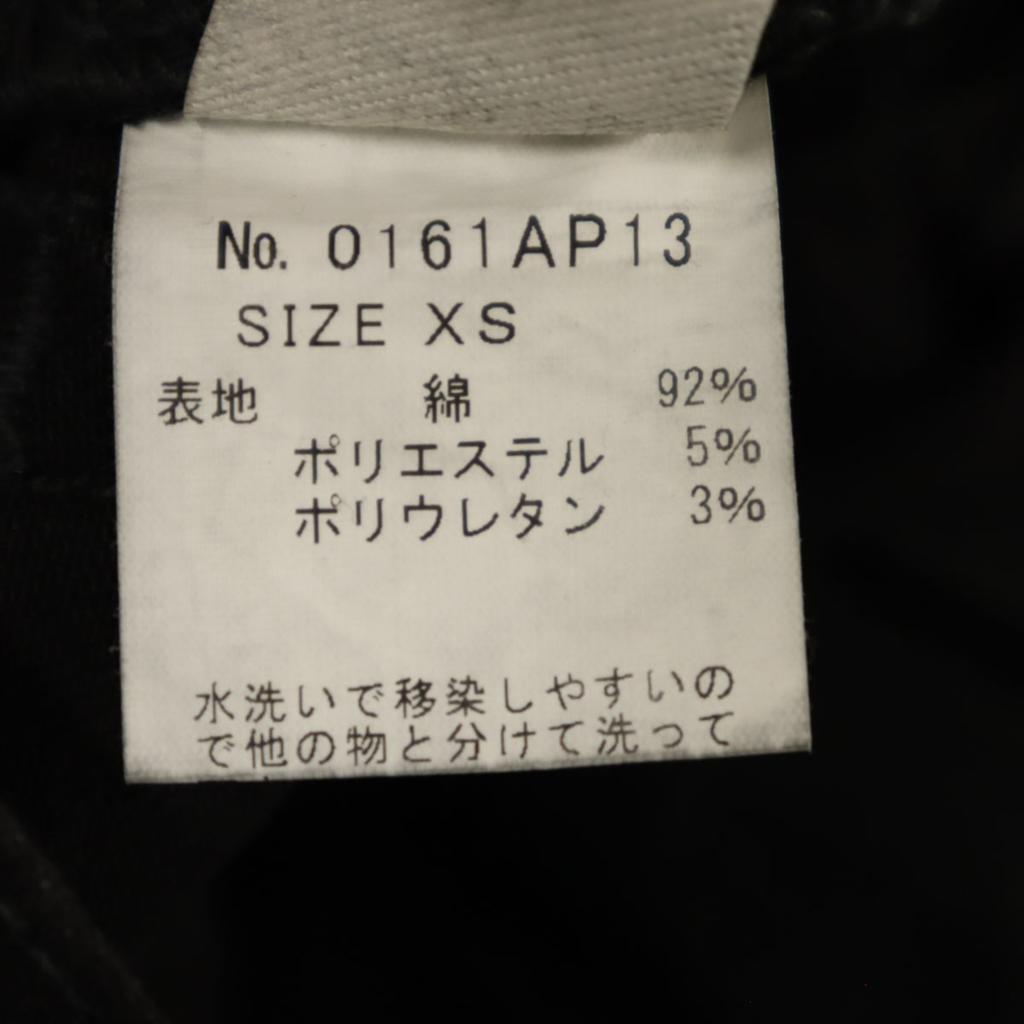 No. 0161AP13
SIZE XS
表地 綿 92%
ポリエステル 5%
ポリウレタン 3%
水洗いで移染しやすいの
で他の物と分けて洗って